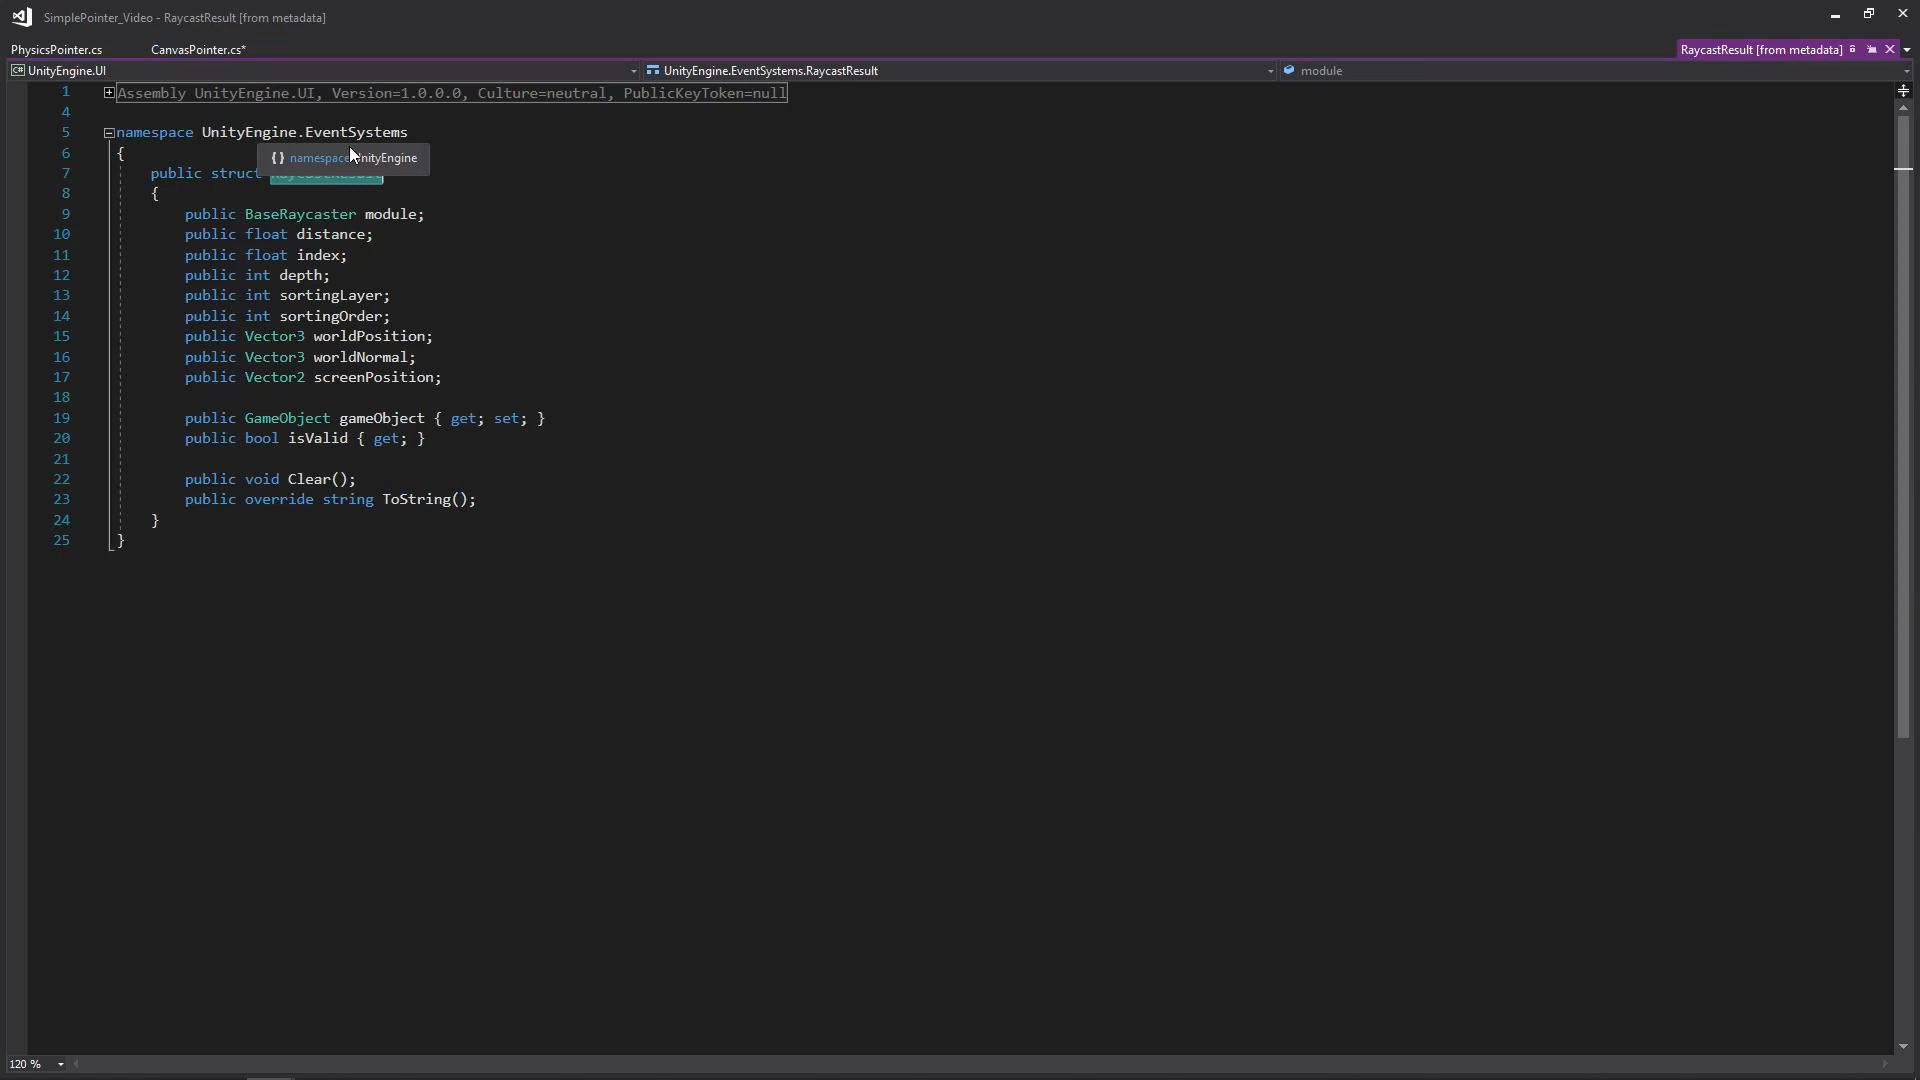 SimplePointer_Video - RaycastResult [from metadata]
PhysicsPointer.cs
CanvasPointer.cs*
RaycastResult [from metadata]
UnityEngine.UI
UnityEngine.EventSystems.RaycastResult
module
1 Assembly UnityEngine.UI, Version=1.0.0.0, Culture=neutral, PublicKeyToken=null
4
5 namespace UnityEngine.EventSystems
6 {
{} namespace UnityEngine
7 public struct RaycastResult
8 {
9 public BaseRaycaster module;
10 public float distance;
11 public float index;
12 public int depth;
13 public int sortingLayer;
14 public int sortingOrder;
15 public Vector3 worldPosition;
16 public Vector3 worldNormal;
17 public Vector2 screenPosition;
18
19 public GameObject gameObject { get; set; }
20 public bool isValid { get; }
21
22 public void Clear();
23 public override string ToString();
24 }
25 }
120 %